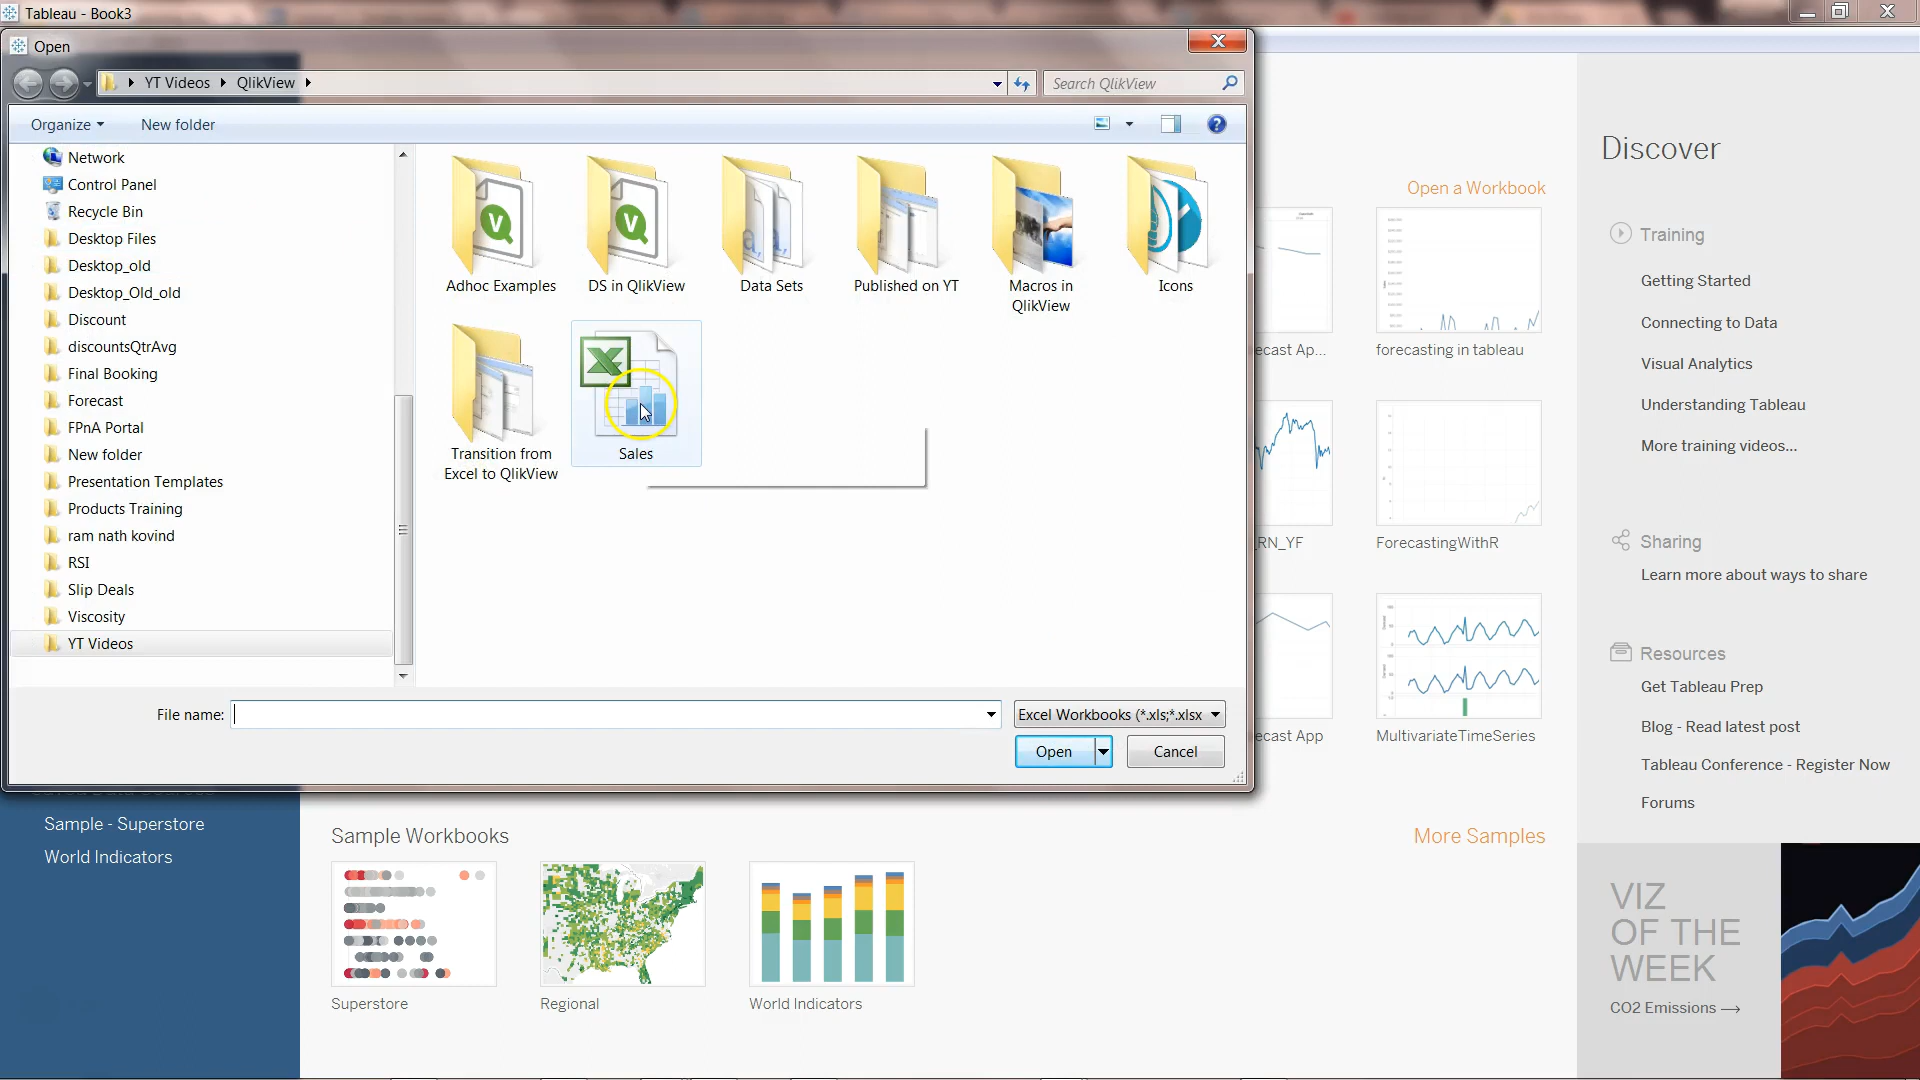 Tableau - Book3
Open
YT Videos
QlikView
Search QlikView
Organize
New folder
Network
Control Panel
Recycle Bin
Desktop Files
Desktop_old
Desktop_Old_old
Discount
discountsQtrAvg
Final Booking
Forecast
FPnA Portal
New folder
Presentation Templates
Products Training
ram nath kovind
RSI
Slip Deals
Viscosity
YT Videos
Adhoc Examples
DS in QlikView
Data Sets
Published on YT
Macros in
QlikView
Icons
Transition from
Excel to QlikView
Sales
File name:
Excel Workbooks (*.xls;*.xlsx
Open
Cancel
Open a Workbook
ecast Ap...
forecasting in tableau
_RN_YF
ForecastingWithR
ecast App
MultivariateTimeSeries
Sample - Superstore
World Indicators
Sample Workbooks
More Samples
Superstore
Regional
World Indicators
Discover
Training
Getting Started
Connecting to Data
Visual Analytics
Understanding Tableau
More training videos...
Sharing
Learn more about ways to share
Resources
Get Tableau Prep
Blog - Read latest post
Tableau Conference - Register Now
Forums
VIZ
OF THE
WEEK
CO2 Emissions →